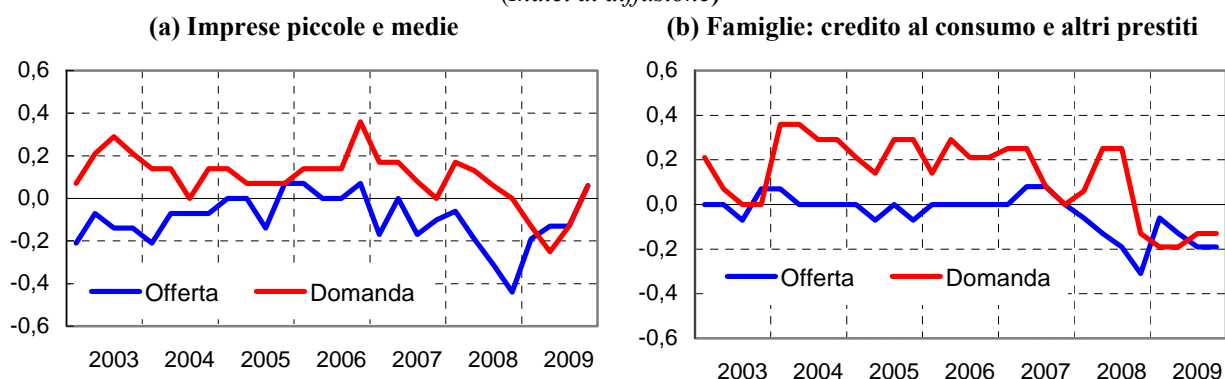 (Indici di diffusione)
(a) Imprese piccole e medie
0,6
0,4
0,2
0,0
-0,2
-0,4
-0,6
Offerta Domanda
2003 2004 2005 2006 2007 2008 2009
(b) Famiglie: credito al consumo e altri prestiti
0,6
0,4
0,2
0,0
-0,2
-0,4
-0,6
Offerta Domanda
2003 2004 2005 2006 2007 2008 2009